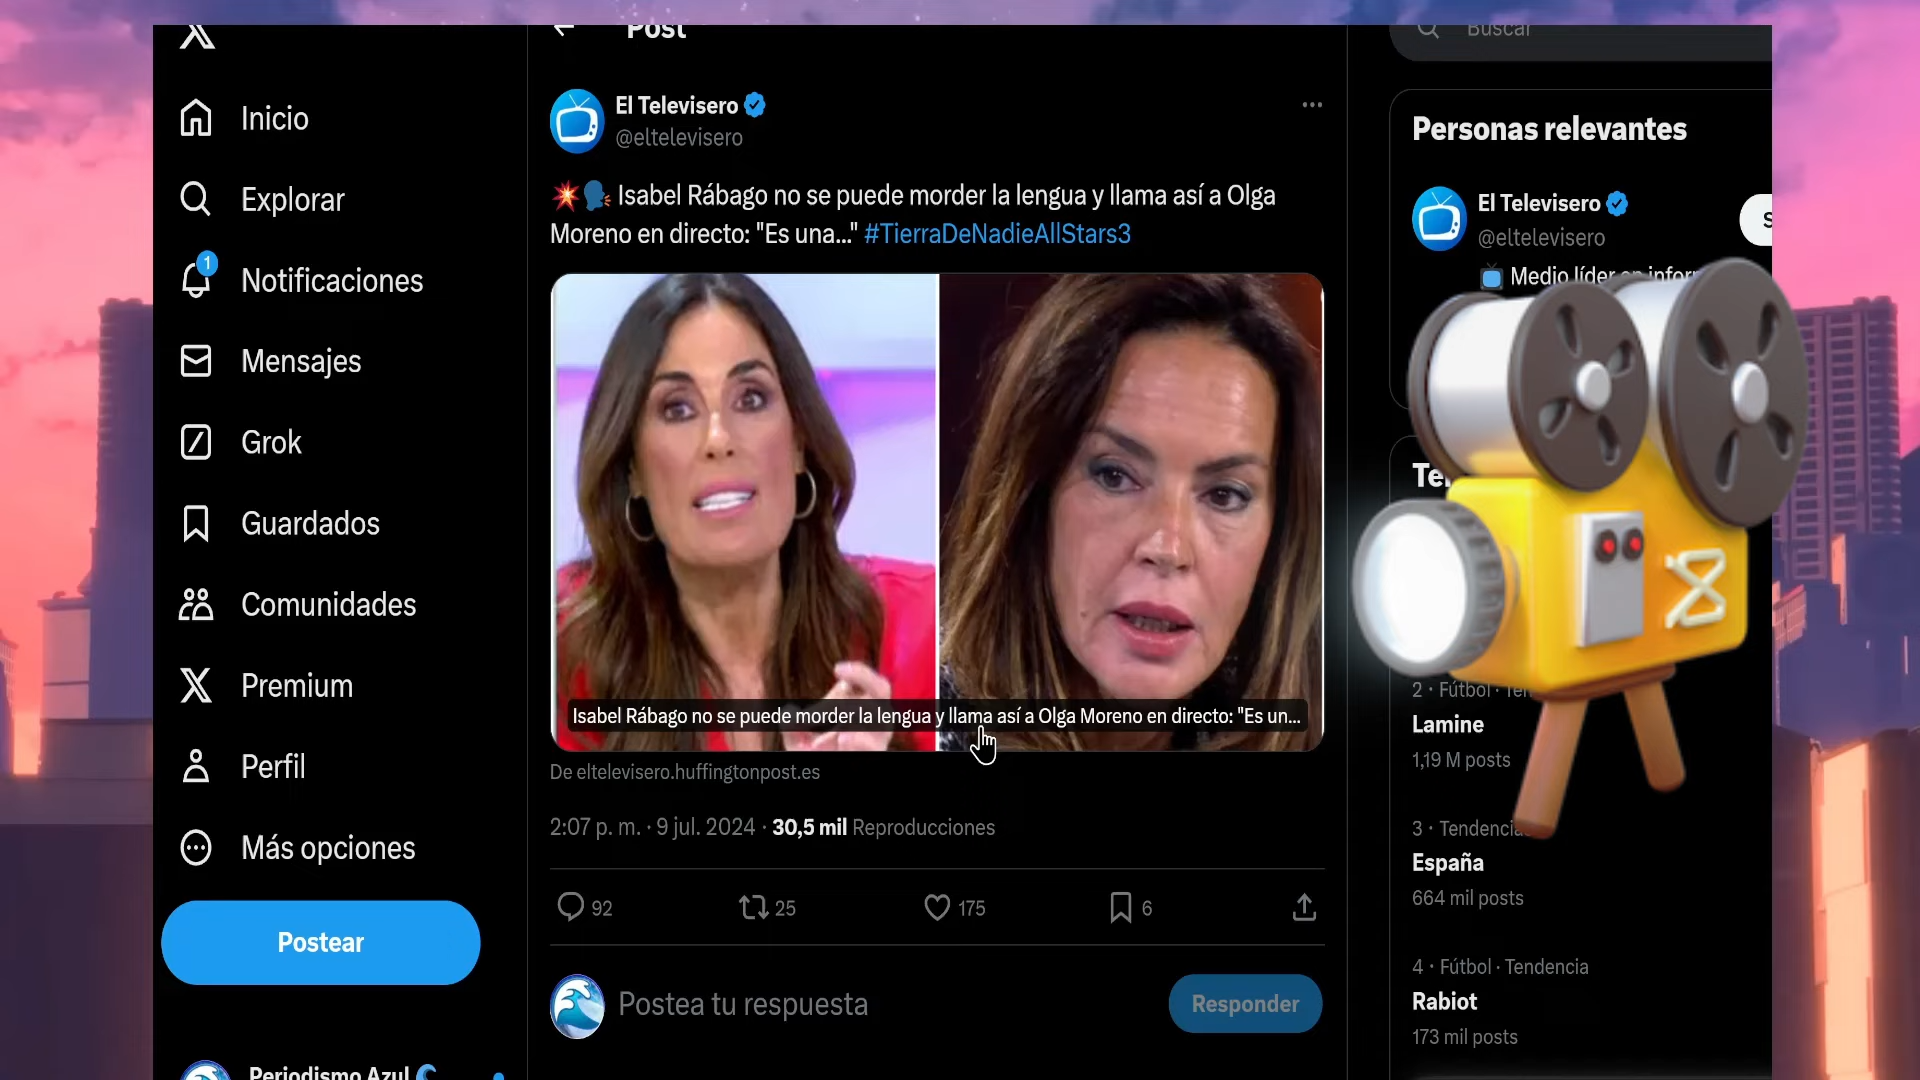 Post
Buscar
Inicio
Explorar
1
Notificaciones
Mensajes
Grok
Guardados
Comunidades
Premium
Perfil
Más opciones
Postear
Periodismo Azul
El Televisero
@eltelevisero
Isabel Rábago no se puede morder la lengua y llama así a Olga
Moreno en directo: "Es una..." #TierraDeNadieAllStars3
Isabel Rábago no se puede morder la lengua y llama así a Olga Moreno en directo: "Es un...
De eltelevisero.huffingtonpost.es
2:07 p. m. · 9 jul. 2024 · 30,5 mil Reproducciones
92
25
175
6
Postea tu respuesta
Responder
Personas relevantes
El Televisero
@eltelevisero
S
Medio líder en infor
Te
2 · Fútbol · Ten
Lamine
1,19 M posts
3 · Tendencia
España
664 mil posts
4 · Fútbol · Tendencia
Rabiot
173 mil posts